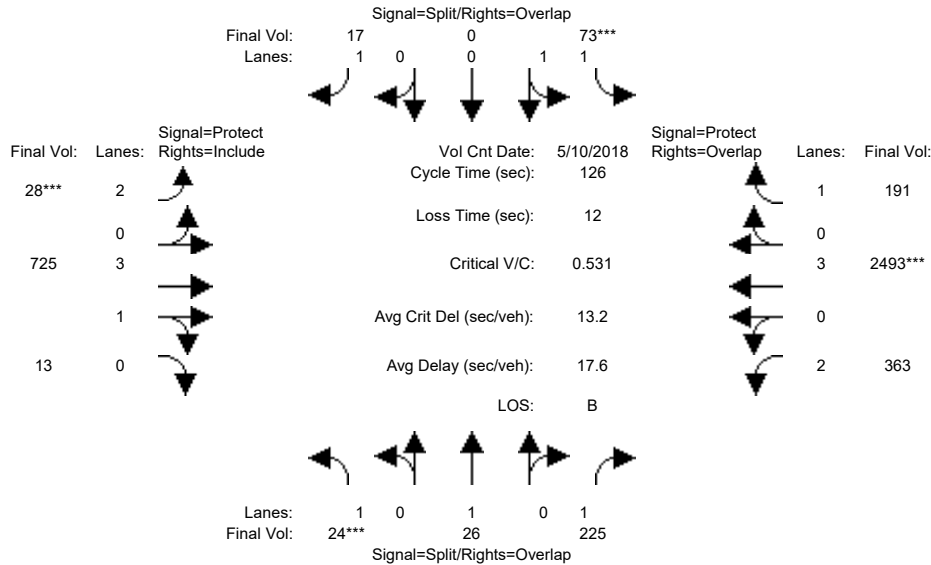 Signal=Split/Rights=Overlap
Final Vol: 17 0 73***
Lanes: 1 0 0 1 1
Signal=Protect Signal=Protect
Final Vol: Lanes: Rights=Include Vol Cnt Date: 5/10/2018 Rights=Overlap Lanes: Final Vol:
Cycle Time (sec): 126
28*** 2 1 191
Loss Time (sec): 12
0 0
725 3 Critical V/C: 0.531 3 2493***
1 Avg Crit Del (sec/veh): 13.2 0
13 0 Avg Delay (sec/veh): 17.6 2 363
LOS: B
Lanes: 1 0 1 0 1
Final Vol: 24*** 26 225
Signal=Split/Rights=Overlap